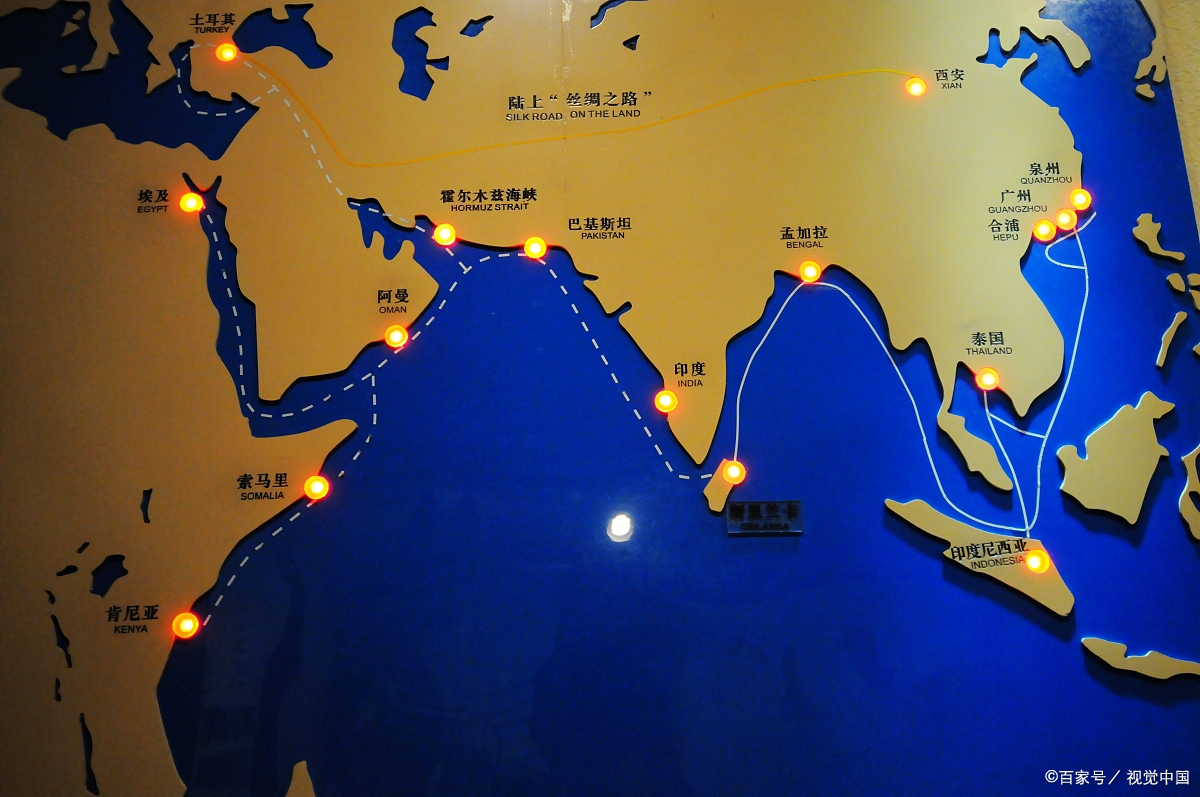 土耳其
TURKEY
西安
XIAN
陆上“丝绸之路”
SILK ROAD ON THE LAND
泉州
QUANZHOU
埃及
EGYPT
霍尔木兹海峡
HORMUZ STRAIT
广州
GUANGZHOU
巴基斯坦
PAKISTAN
合浦
HEPU
孟加拉
BENGAL
阿曼
OMAN
泰国
THAILAND
印度
INDIA
索马里
SOMALIA
斯里兰卡
SRILANKA
印度尼西亚
INDONESIA
肯尼亚
KENYA
©百家号／视觉中国